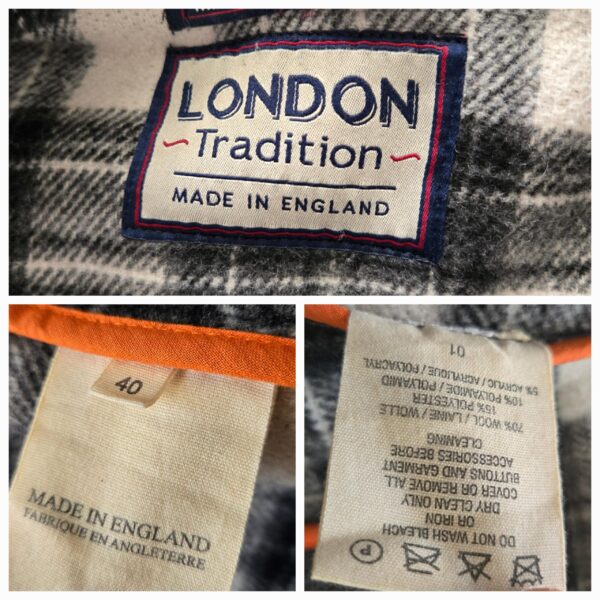 LONDON
Tradition
MADE IN ENGLAND
40
MADE IN ENGLAND
FABRIQUE EN ANGLETERRE
P
DO NOT WASH BLEACH
OR IRON
DRY CLEAN ONLY
COVER OR REMOVE ALL
BUTTONS AND GARMENT
ACCESSORIES BEFORE
CLEANING
70% WOOL / LAINE / WOLLE
15% POLYESTER
10% POLYAMIDE / POLYAMID
5% ACRYLIC / ACRYLIQUE / POLYACRYL
01